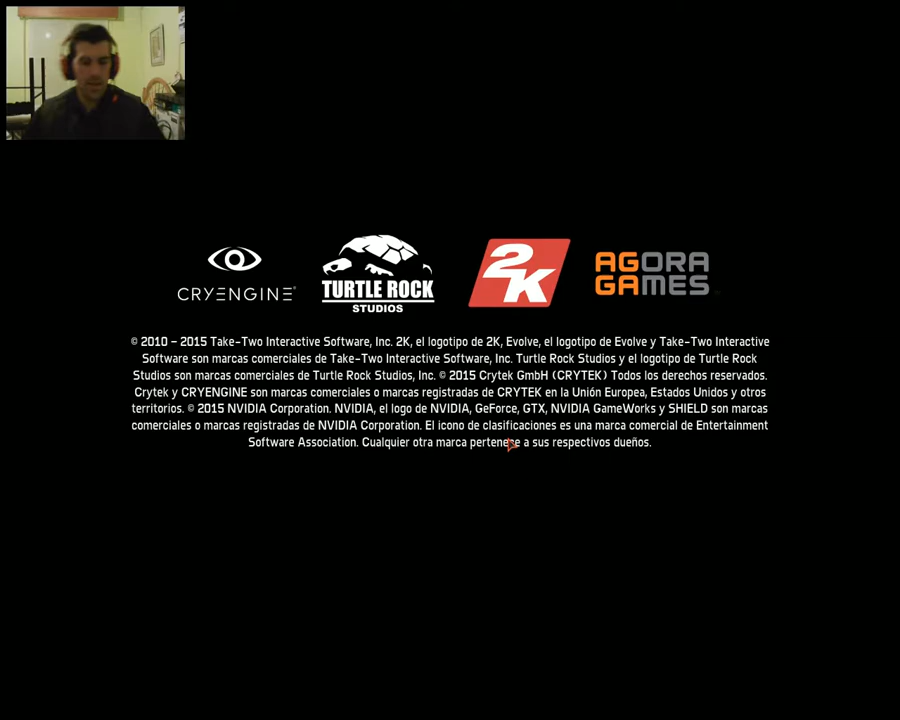 CRYENGINE®
TURTLE ROCK
STUDIOS
2K
AGORA
GAMES
© 2010 – 2015 Take-Two Interactive Software, Inc. 2K, el logotipo de 2K, Evolve, el logotipo de Evolve y Take-Two Interactive
Software son marcas comerciales de Take-Two Interactive Software, Inc. Turtle Rock Studios y el logotipo de Turtle Rock
Studios son marcas comerciales de Turtle Rock Studios, Inc. © 2015 Crytek GmbH (CRYTEK) Todos los derechos reservados.
Crytek y CRYENGINE son marcas comerciales o marcas registradas de CRYTEK en la Unión Europea, Estados Unidos y otros
territorios. © 2015 NVIDIA Corporation. NVIDIA, el logo de NVIDIA, GeForce, GTX, NVIDIA GameWorks y SHIELD son marcas
comerciales o marcas registradas de NVIDIA Corporation. El icono de clasificaciones es una marca comercial de Entertainment
Software Association. Cualquier otra marca pertenece a sus respectivos dueños.